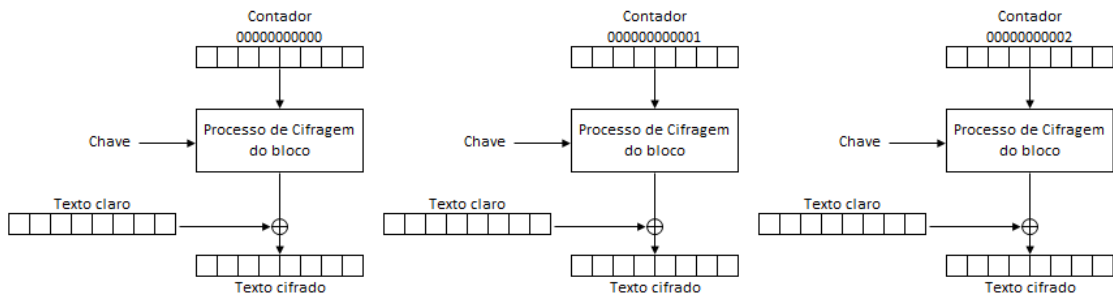 Contador
00000000000
Contador
000000000001
Contador
00000000002
Chave
Processo de Cifragem
do bloco
Chave
Processo de Cifragem
do bloco
Chave
Processo de Cifragem
do bloco
Texto claro
Texto claro
Texto claro
Texto cifrado
Texto cifrado
Texto cifrado